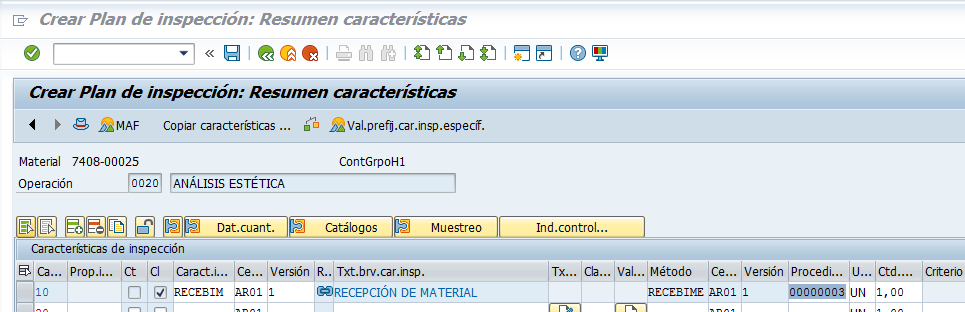 Crear Plan de inspección: Resumen características
Crear Plan de inspección: Resumen características
MAF Copiar características ... Val.prefij.car.insp.específ.
Material 7408-00025 ContGrpoH1
Operación 0020 ANÁLISIS ESTÉTICA
Dat.cuant. Catálogos Muestreo Ind.control...
Características de inspección
Ca... Prop.i... Ct Cl Caract.i... Ce... Versión R.. Txt.brv.car.insp. Tx... Cla... Val... Método Ce... Versión Procedi... U... Ctd.... Criterio
10 RECEBIM AR01 1 RECEPCIÓN DE MATERIAL RECEBIME AR01 1 00000003 UN 1,00